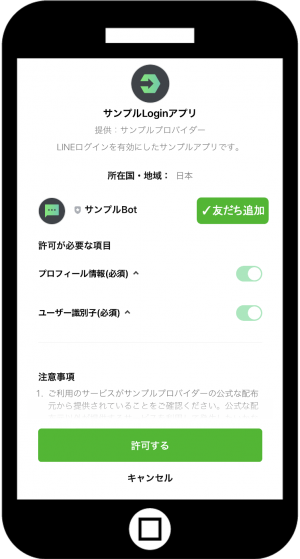 サンプルLoginアプリ
提供：サンプルプロバイダー
LINEログインを有効にしたサンプルアプリです。
所在国・地域： 日本
サンプルBot
✓友だち追加
許可が必要な項目
プロフィール情報(必須)
ユーザー識別子(必須)
注意事項
1. ご利用のサービスがサンプルプロバイダーの公式な配布
元から提供されていることをご確認ください。公式な配
許可する
キャンセル